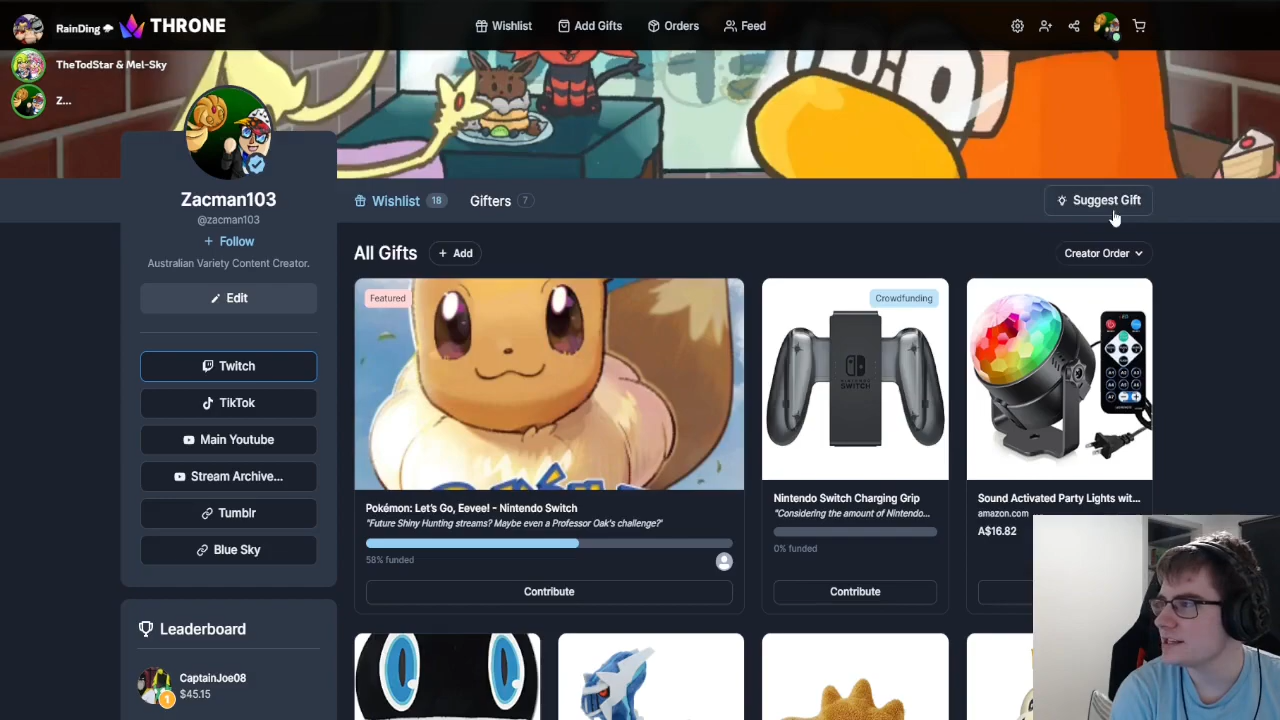 RainDing
THRONE
Wishlist
Add Gifts
Orders
Feed
TheTodStar & Mel-Sky
Z...
Zacman103
@zacman103
+ Follow
Australian Variety Content Creator.
Edit
Twitch
TikTok
Main Youtube
Stream Archive...
Tumblr
Blue Sky
Leaderboard
CaptainJoe08
1
$45.15
Wishlist 18
Gifters 7
Suggest Gift
All Gifts
+ Add
Creator Order
Featured
Pokémon: Let's Go, Eevee! - Nintendo Switch
"Future Shiny Hunting streams? Maybe even a Professor Oak's challenge?"
58% funded
Contribute
Crowdfunding
NINTENDO
SWITCH
Nintendo Switch Charging Grip
"Considering the amount of Nintendo...
0% funded
Contribute
Sound Activated Party Lights wit...
amazon.com
A$16.82